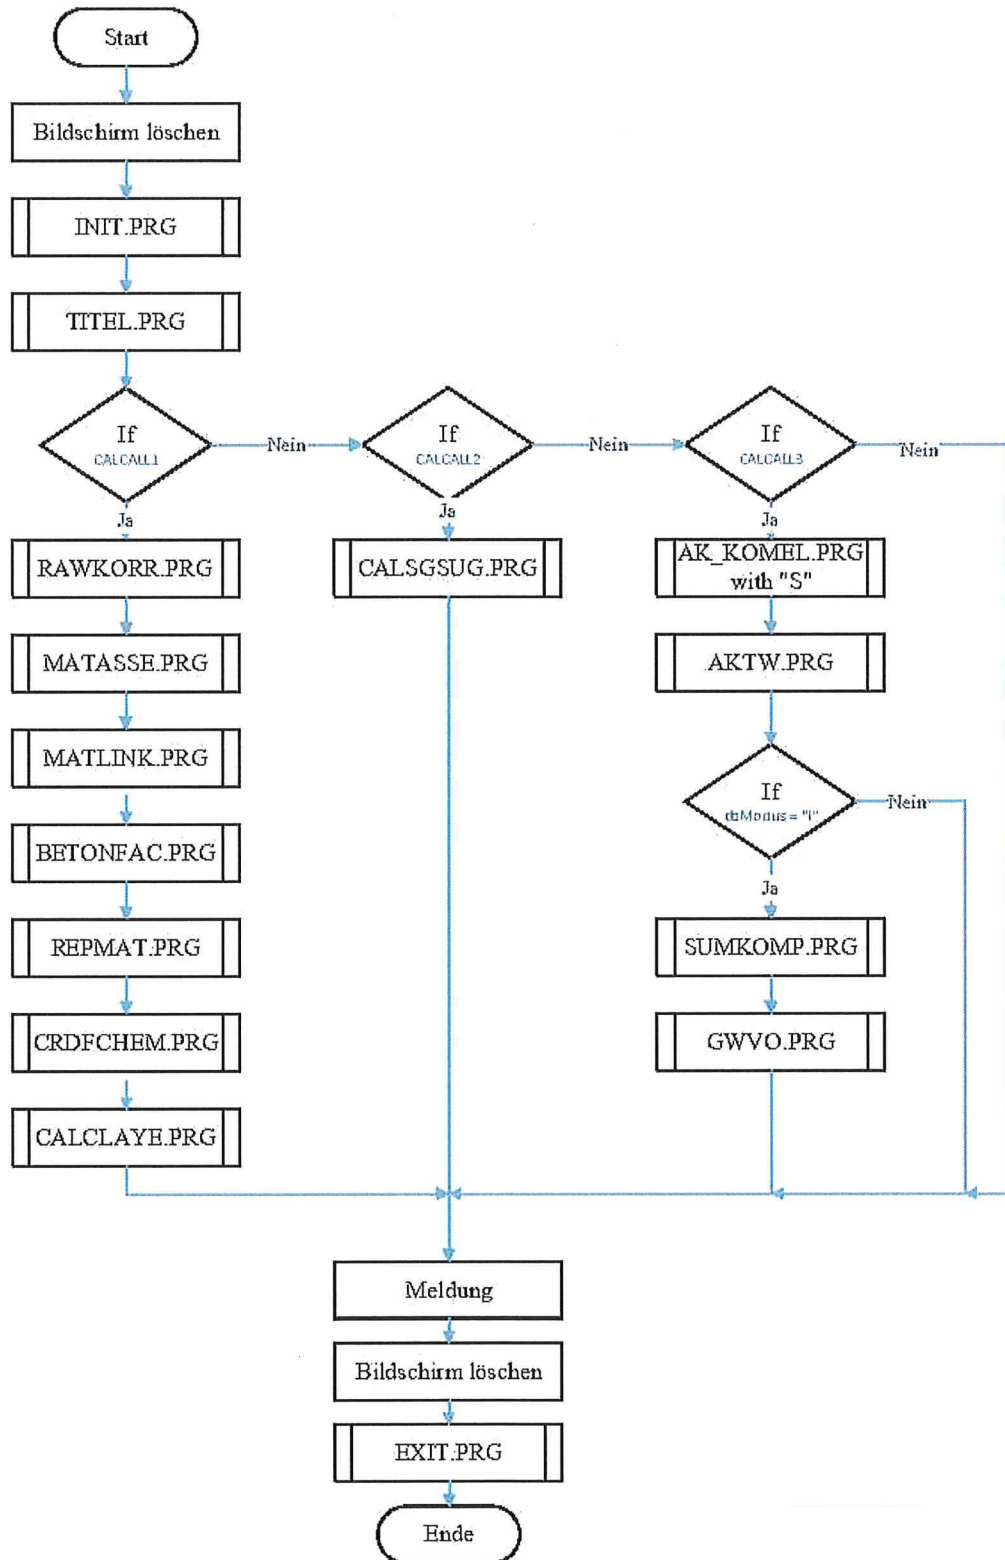 Start
Bildschirm löschen
INIT.PRG
TITEL.PRG
If
CALCALL1
Nein
If
CALCALL2
Nein
If
CALCALL3
Nein
Ja
RAWKORR.PRG
MATASSE.PRG
MATLINK.PRG
BETONFAC.PRG
REPMAT.PRG
CRDFCHEM.PRG
CALCLAYE.PRG
Ja
CALSGSUG.PRG
Ja
AK_KOMEL.PRG
with "S"
AKTW.PRG
If
dbModus = "I"
Nein
Ja
SUMKOMP.PRG
GWVO.PRG
Meldung
Bildschirm löschen
EXIT.PRG
Ende